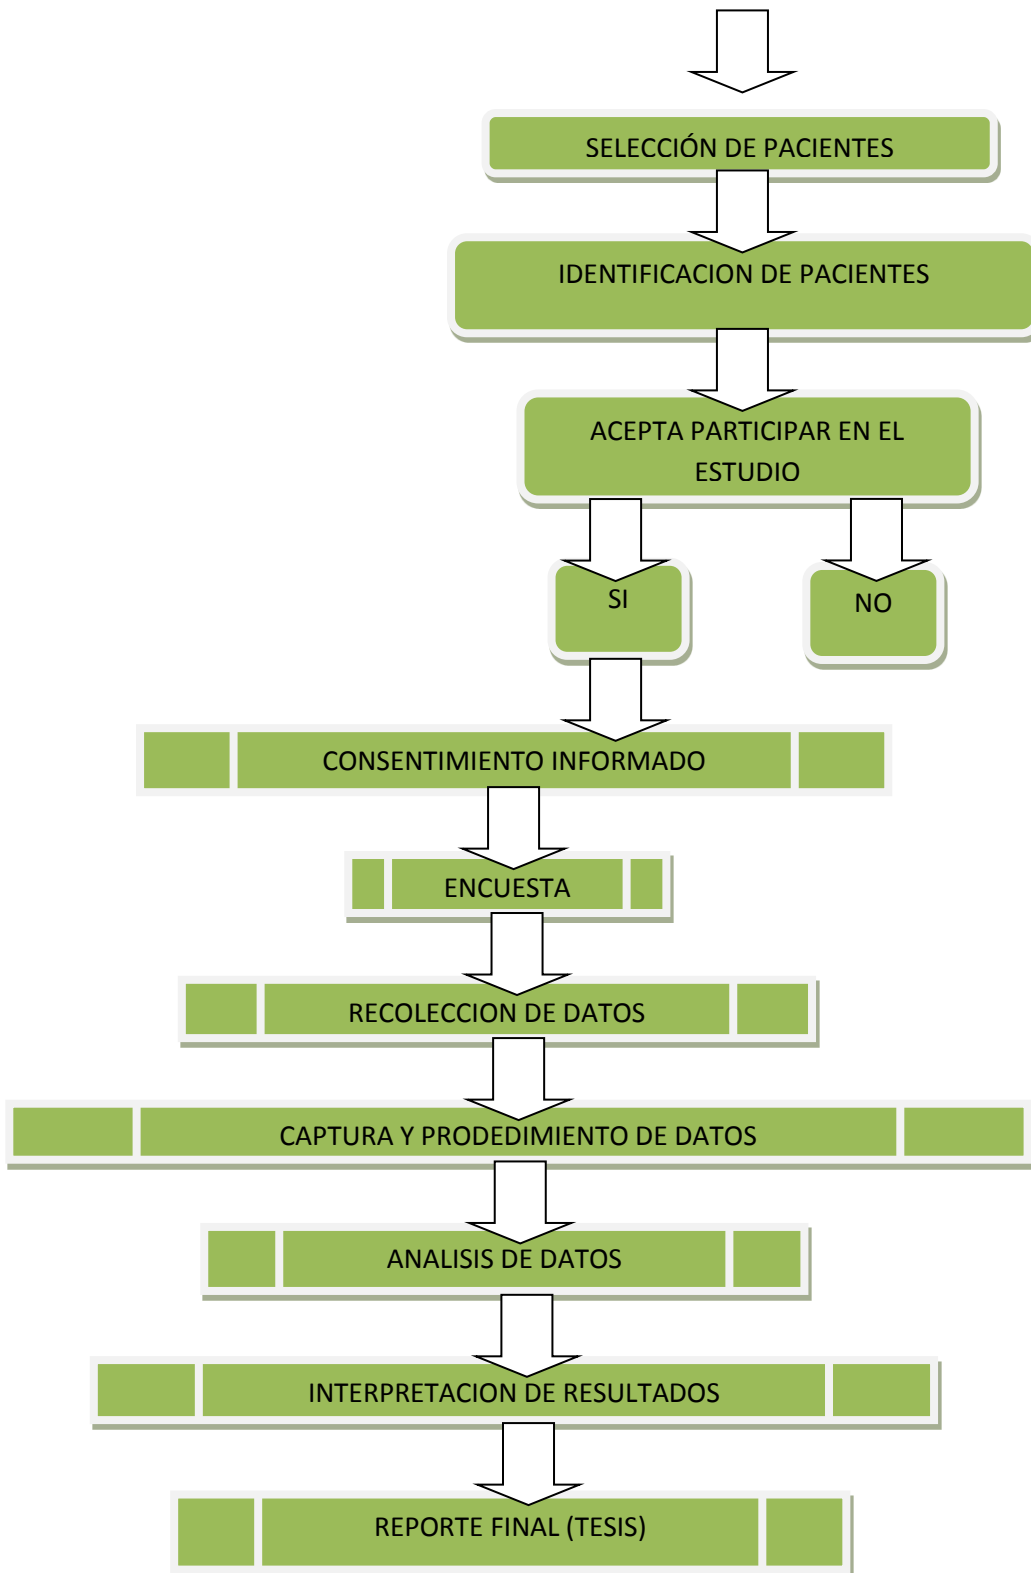 SELECCIÓN DE PACIENTES
IDENTIFICACION DE PACIENTES
ACEPTA PARTICIPAR EN EL
ESTUDIO
SI
NO
CONSENTIMIENTO INFORMADO
ENCUESTA
RECOLECCION DE DATOS
CAPTURA Y PRODEDIMIENTO DE DATOS
ANALISIS DE DATOS
INTERPRETACION DE RESULTADOS
REPORTE FINAL (TESIS)